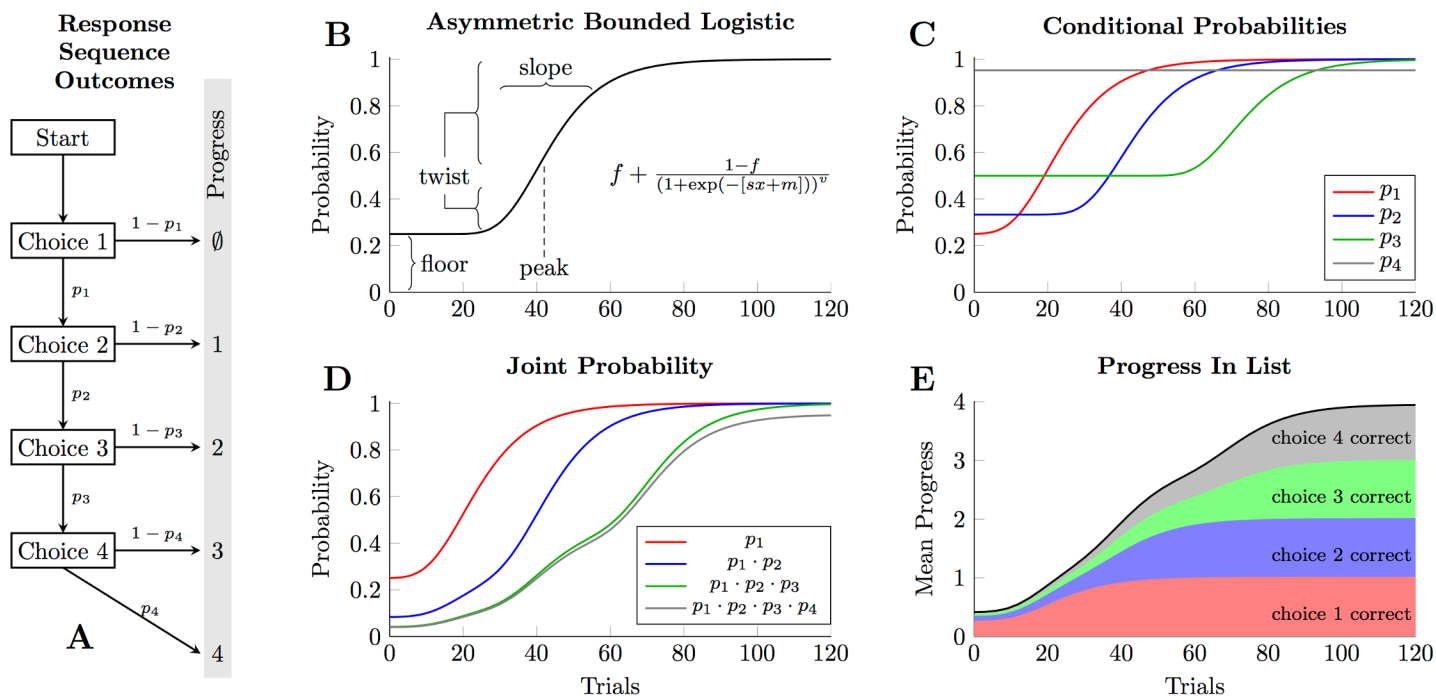 Response
Sequence
Outcomes
Progress
Start
Choice 1
1 − p₁
∅
p₁
Choice 2
1 − p₂
1
p₂
Choice 3
1 − p₃
2
p₃
Choice 4
1 − p₄
3
p₄
4
A
B
Asymmetric Bounded Logistic
Probability
1
0.8
0.6
0.4
0.2
0
slope
twist
floor
peak
f + (1−f)/(1+exp(−[sx+m]))ᵛ
0 20 40 60 80 100 120
C
Conditional Probabilities
Probability
1
0.8
0.6
0.4
0.2
0
p₁
p₂
p₃
p₄
0 20 40 60 80 100 120
D
Joint Probability
Probability
1
0.8
0.6
0.4
0.2
0
p₁
p₁ · p₂
p₁ · p₂ · p₃
p₁ · p₂ · p₃ · p₄
0 20 40 60 80 100 120
Trials
E
Progress In List
Mean Progress
4
3
2
1
0
choice 4 correct
choice 3 correct
choice 2 correct
choice 1 correct
0 20 40 60 80 100 120
Trials